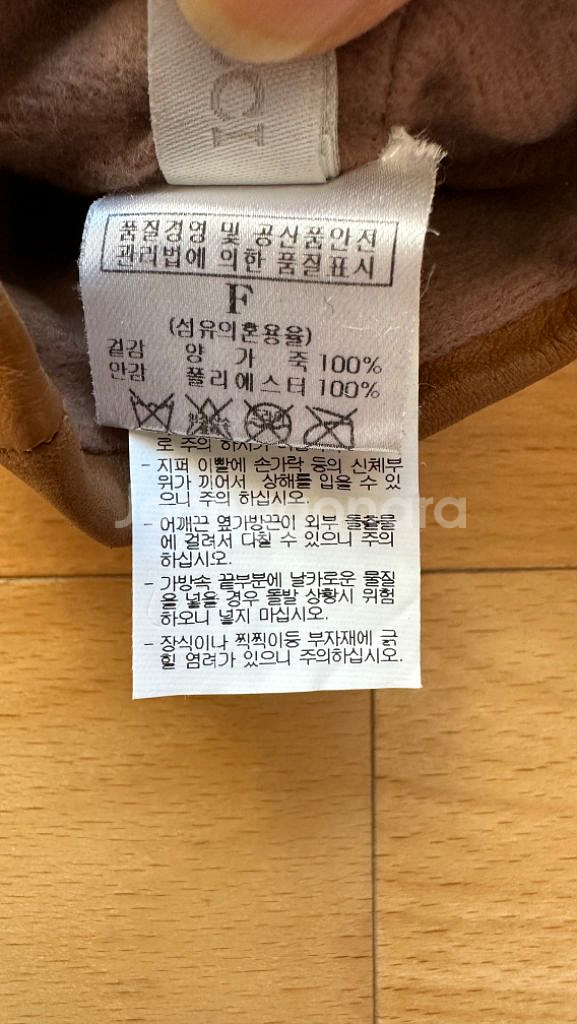 품질경영 및 공산품안전
관리법에 의한 품질표시
F
(섬유의혼용율)
겉감 양 가 죽 100%
안감 폴리에스터 100%
로 주의 하시기
- 지퍼 이빨에 손가락 등의 신체부
위가 끼어서 상해를 입을 수 있
으니 주의 하십시오.
- 어깨끈 옆가방끈이 외부 돌출물
에 걸려서 다칠 수 있으니 주의
하십시오.
- 가방속 끝부분에 날카로운 물질
을 넣을 경우 돌발 상황시 위험
하오니 넣지 마십시오.
- 장식이나 찍찍이등 부자재에 긁
힐 염려가 있으니 주의하십시오.